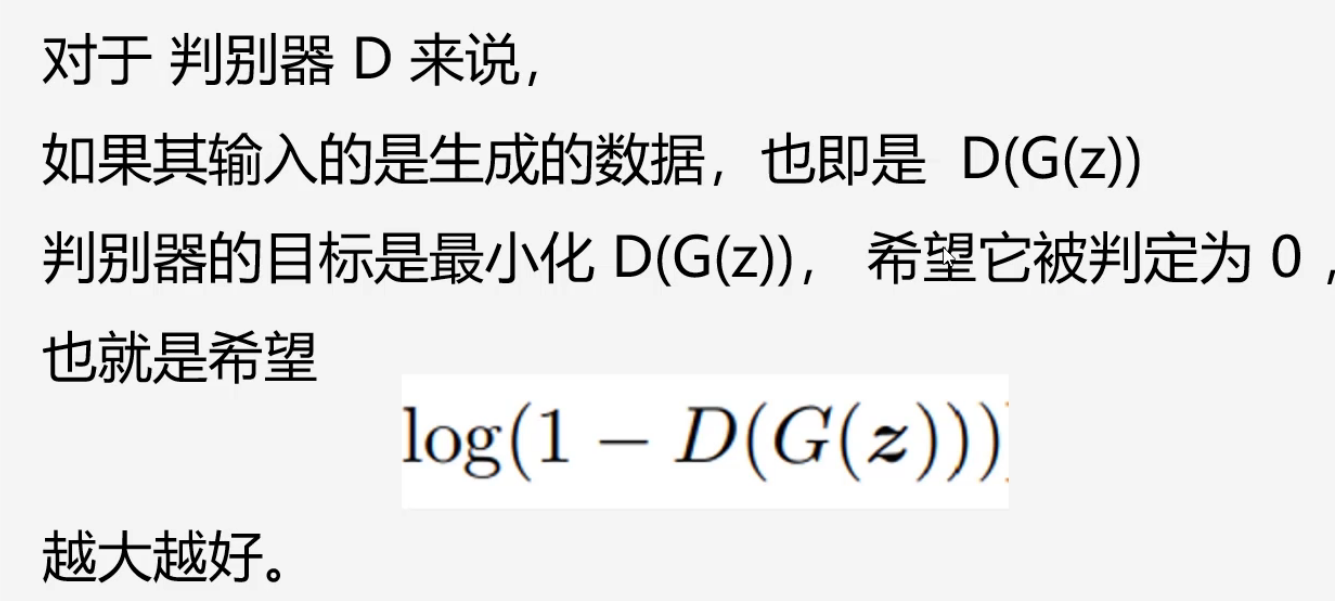 对于 判别器 D 来说，
如果其输入的是生成的数据，也即是 D(G(z))
判别器的目标是最小化 D(G(z))， 希望它被判定为 0，
也就是希望
log(1 − D(G(z)))
越大越好。